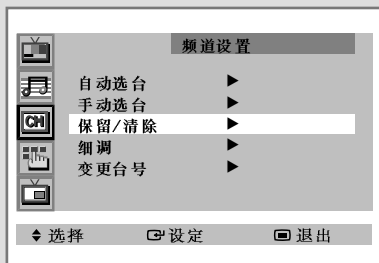 频道设置
自动选台 ▶
手动选台 ▶
CH
保留/清除 ▶
细调 ▶
变更台号 ▶
选择 设定 退出